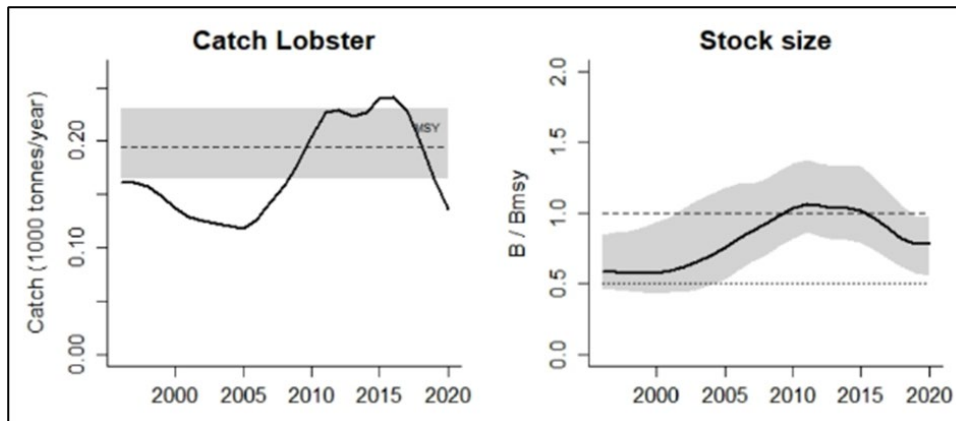 Catch Lobster
Catch (1000 tonnes/year)
0.20
0.10
0.00
MSY
2000 2005 2010 2015 2020
Stock size
B / Bmsy
2.0
1.5
1.0
0.5
0.0
2000 2005 2010 2015 2020